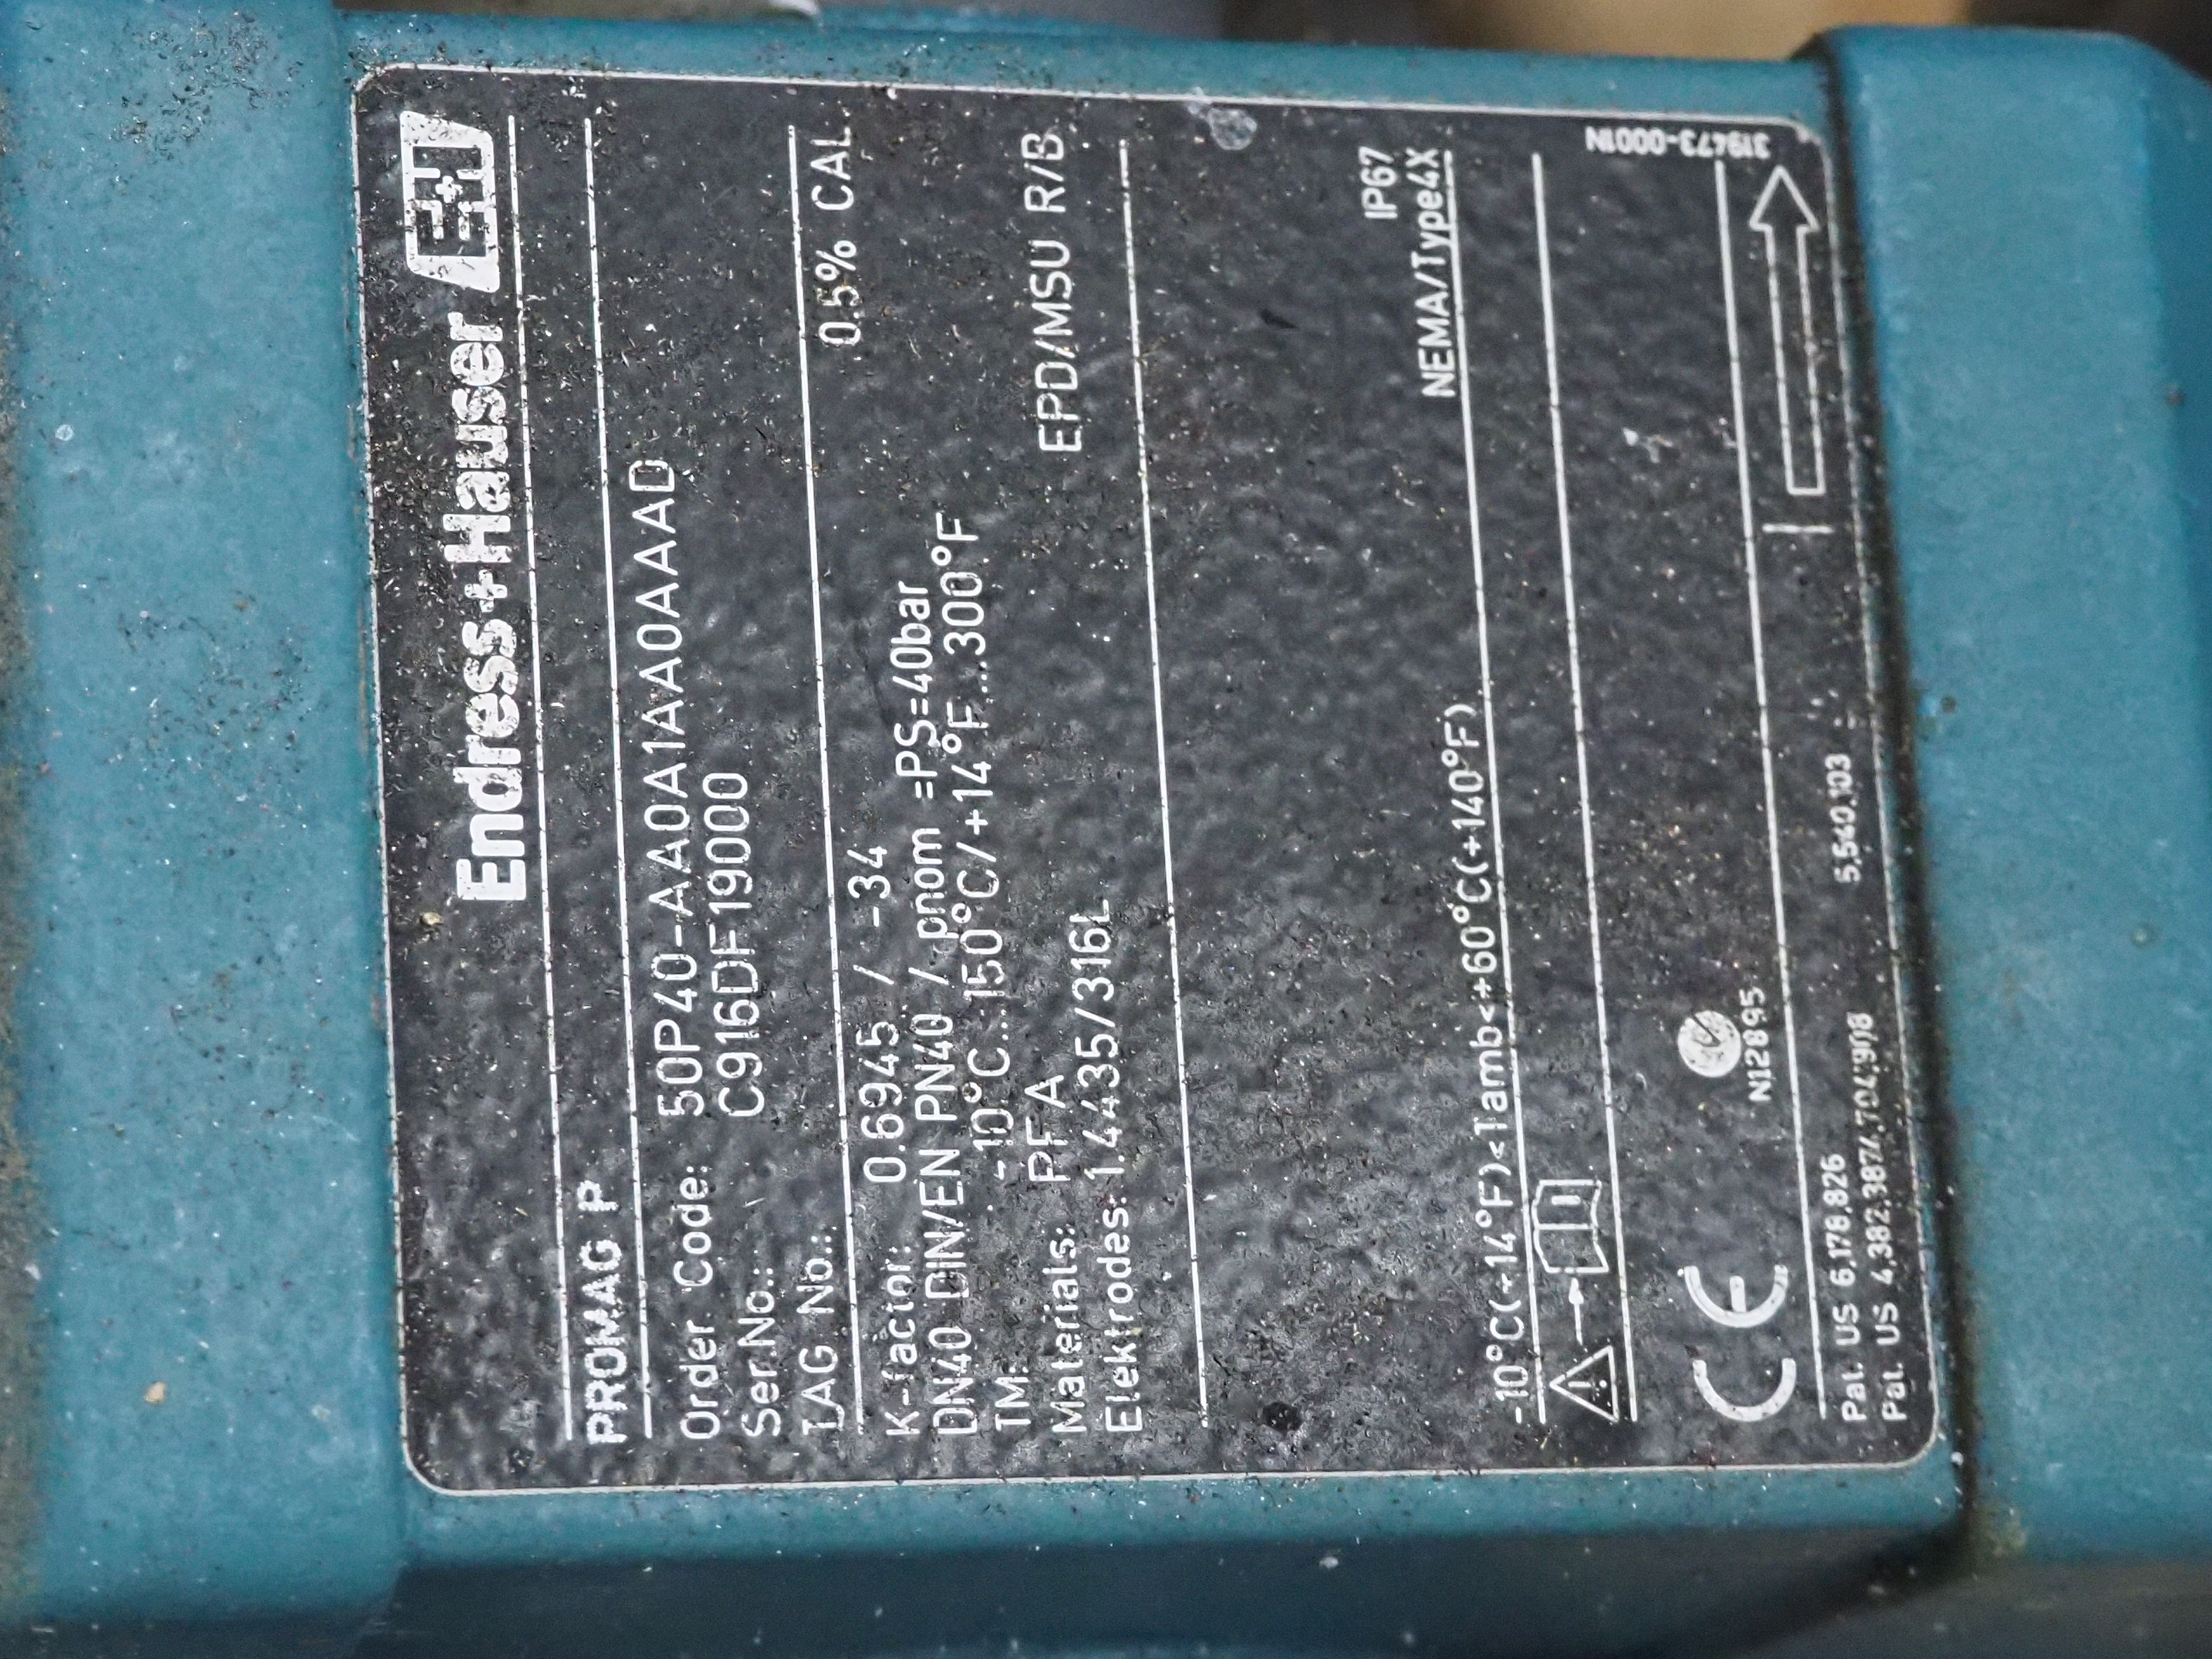 Endress+Hauser E+H
PROMAG P
Order Code: 50P40-AA0A1AA0AAAD
Ser.No.: C916DF19000
TAG No.:
K-factor: 0.6945 / -34 0.5% CAL.
DN40 DIN/EN PN40 / pnom =PS=40bar
TM: -10°C...150°C/+14°F...300°F
Materials: PFA EPD/MSU R/B
Elektrodes: 1.4435/316L
IP67
-10°C(+14°F)<Tamb<+60°C(+140°F) NEMA/Type4X
CE
N12895
319473-0001N
Pat. US 6,178,826 5,540,103
Pat. US 4,382,387